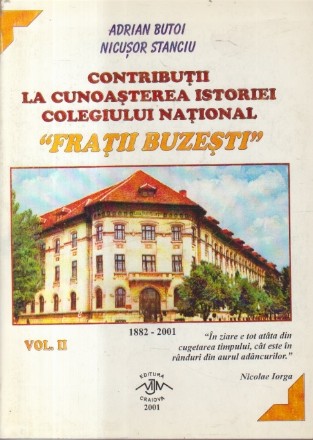 ADRIAN BUTOI
NICUȘOR STANCIU
CONTRIBUȚII
LA CUNOAȘTEREA ISTORIEI
COLEGIULUI NAȚIONAL
“FRAȚII BUZEȘTI”
1882 - 2001
VOL. II
“În ziare e tot atâta din
cugetarea timpului, cât este în
rânduri din aurul adâncurilor.”
Nicolae Iorga
EDITURA
MJM
CRAIOVA
2001